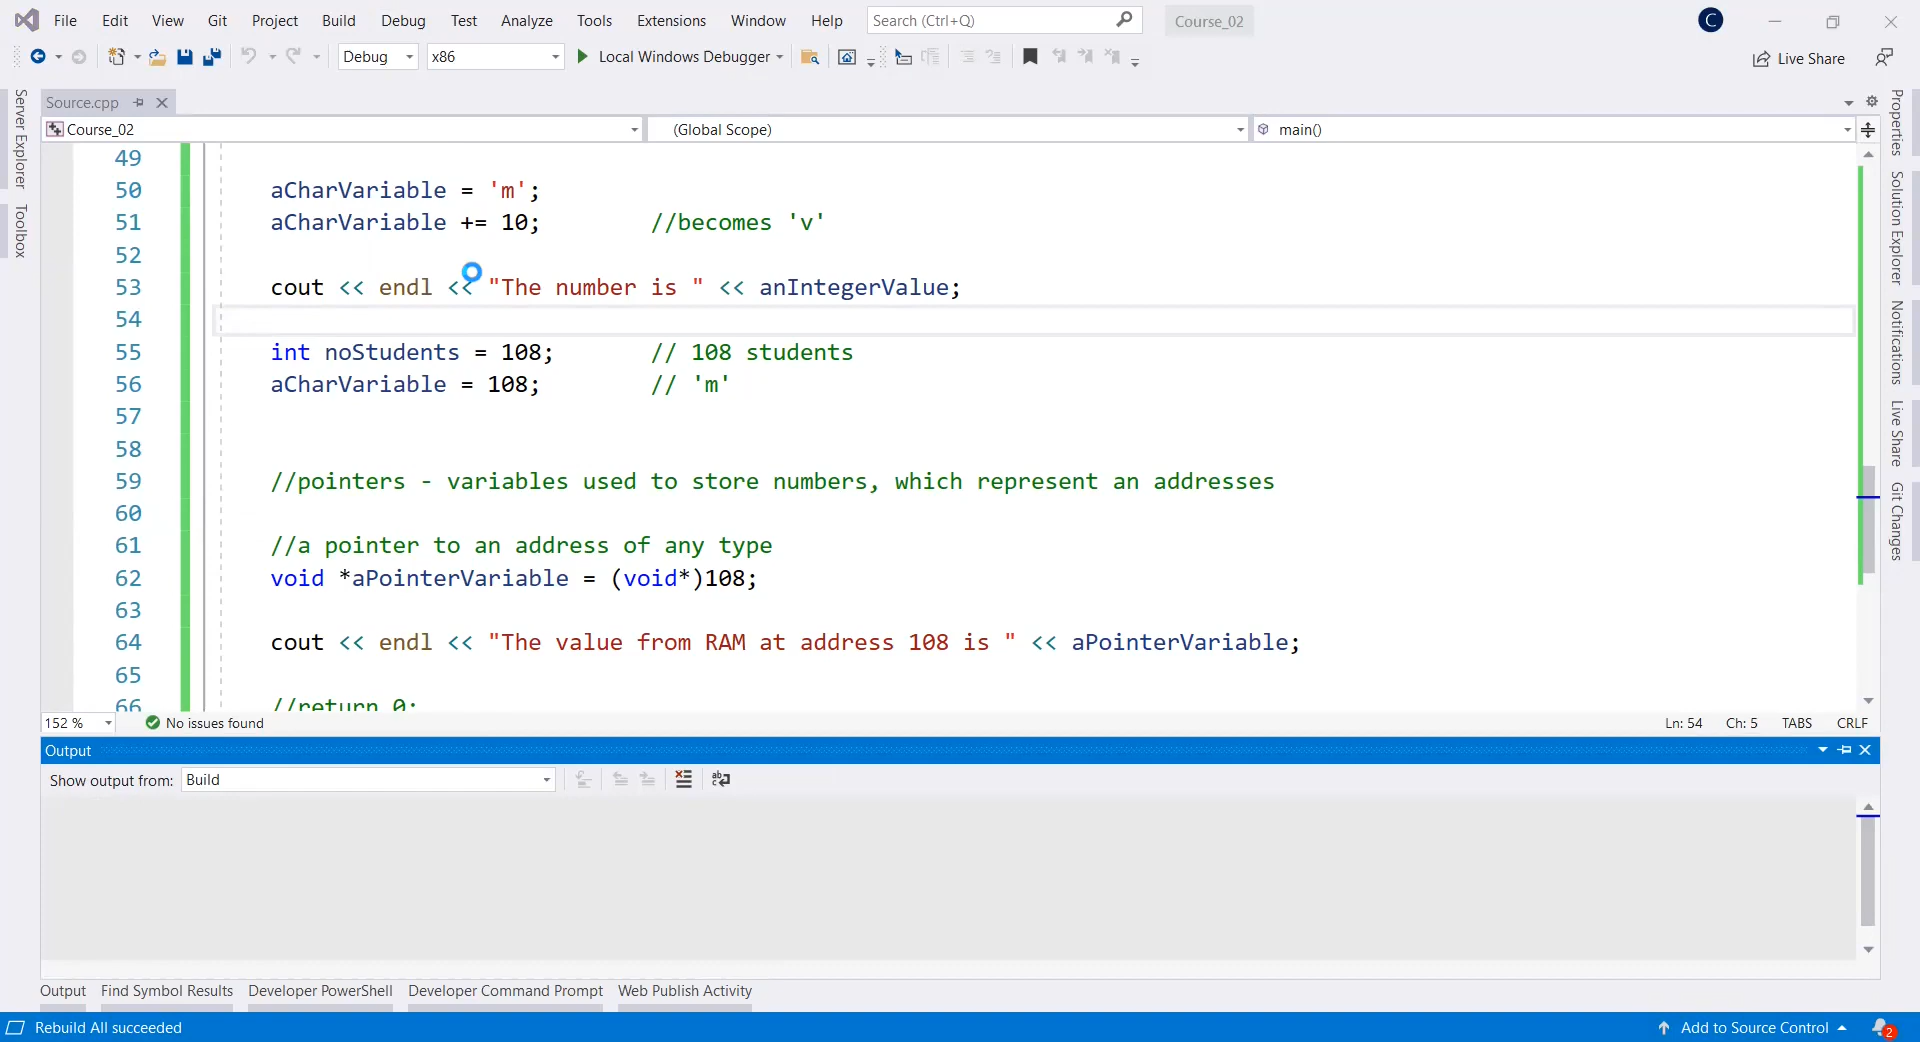 File Edit View Git Project Build Debug Test Analyze Tools Extensions Window Help Search (Ctrl+Q) Course_02 C
Debug x86 Local Windows Debugger Live Share
Source.cpp
Course_02 (Global Scope) main()
Server Explorer
Toolbox
49
50 aCharVariable = 'm';
51 aCharVariable += 10; //becomes 'v'
52
53 cout << endl << "The number is " << anIntegerValue;
54
55 int noStudents = 108; // 108 students
56 aCharVariable = 108; // 'm'
57
58
59 //pointers - variables used to store numbers, which represent an addresses
60
61 //a pointer to an address of any type
62 void *aPointerVariable = (void*)108;
63
64 cout << endl << "The value from RAM at address 108 is " << aPointerVariable;
65
66 //return 0;
Properties
Solution Explorer
Notifications
Live Share
Git Changes
152 % No issues found Ln: 54 Ch: 5 TABS CRLF
Output
Show output from: Build
Output Find Symbol Results Developer PowerShell Developer Command Prompt Web Publish Activity
Rebuild All succeeded Add to Source Control 2